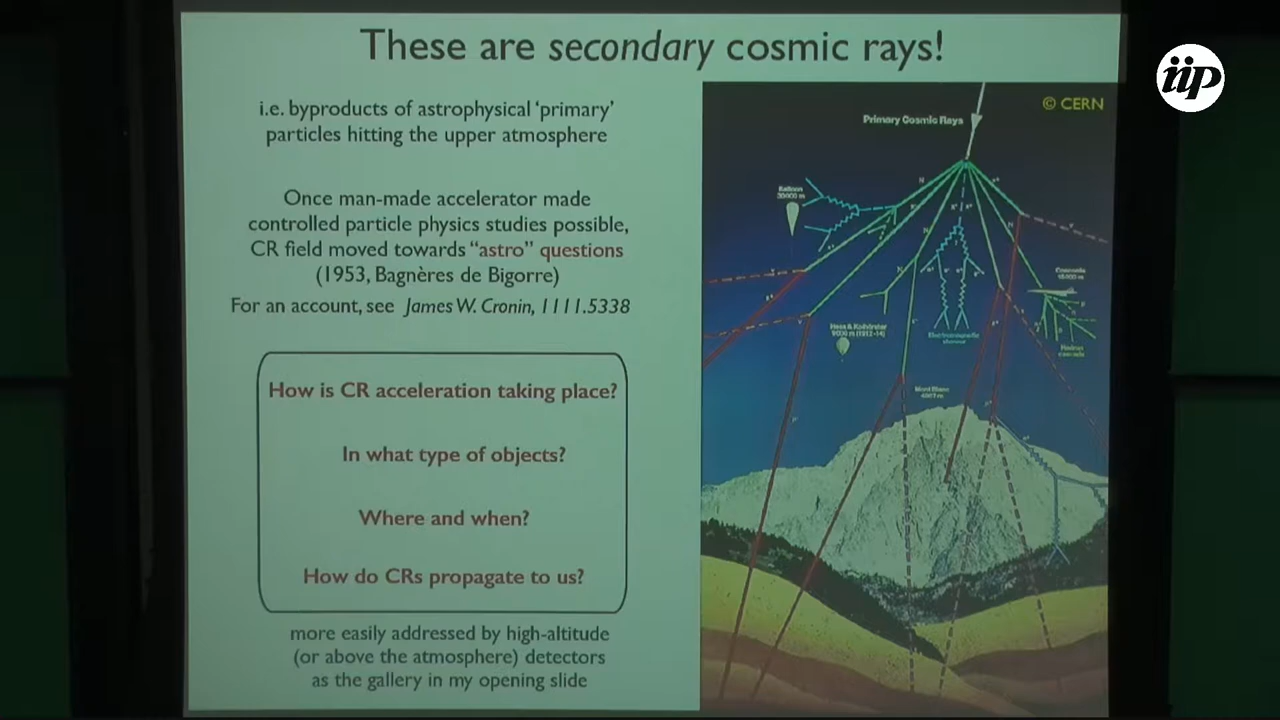 These are secondary cosmic rays!
i.e. byproducts of astrophysical ‘primary’
particles hitting the upper atmosphere
Once man-made accelerator made
controlled particle physics studies possible,
CR field moved towards “astro” questions
(1953, Bagnères de Bigorre)
For an account, see James W. Cronin, 1111.5338
How is CR acceleration taking place?
In what type of objects?
Where and when?
How do CRs propagate to us?
more easily addressed by high-altitude
(or above the atmosphere) detectors
as the gallery in my opening slide
© CERN
Primary Cosmic Rays
Balloon
Mont Blanc
iip